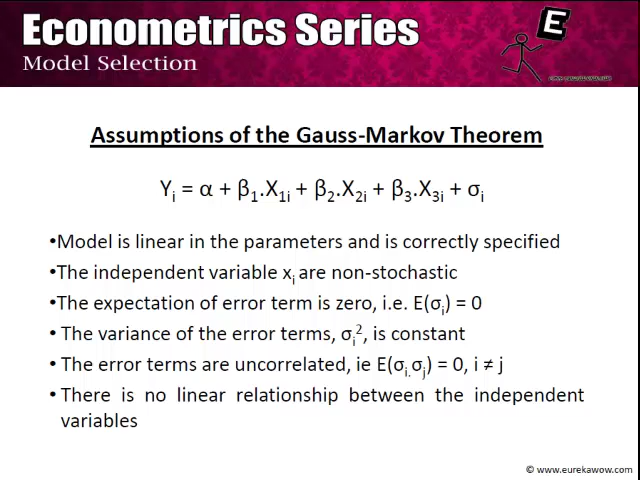 Econometrics Series
E
Model Selection
Assumptions of the Gauss-Markov Theorem
Yᵢ = α + β₁.X₁ᵢ + β₂.X₂ᵢ + β₃.X₃ᵢ + σᵢ
•Model is linear in the parameters and is correctly specified
•The independent variable xᵢ are non-stochastic
•The expectation of error term is zero, i.e. E(σᵢ) = 0
• The variance of the error terms, σᵢ², is constant
• The error terms are uncorrelated, ie E(σᵢ,σⱼ) = 0, i ≠ j
• There is no linear relationship between the independent
variables
© www.eurekawow.com